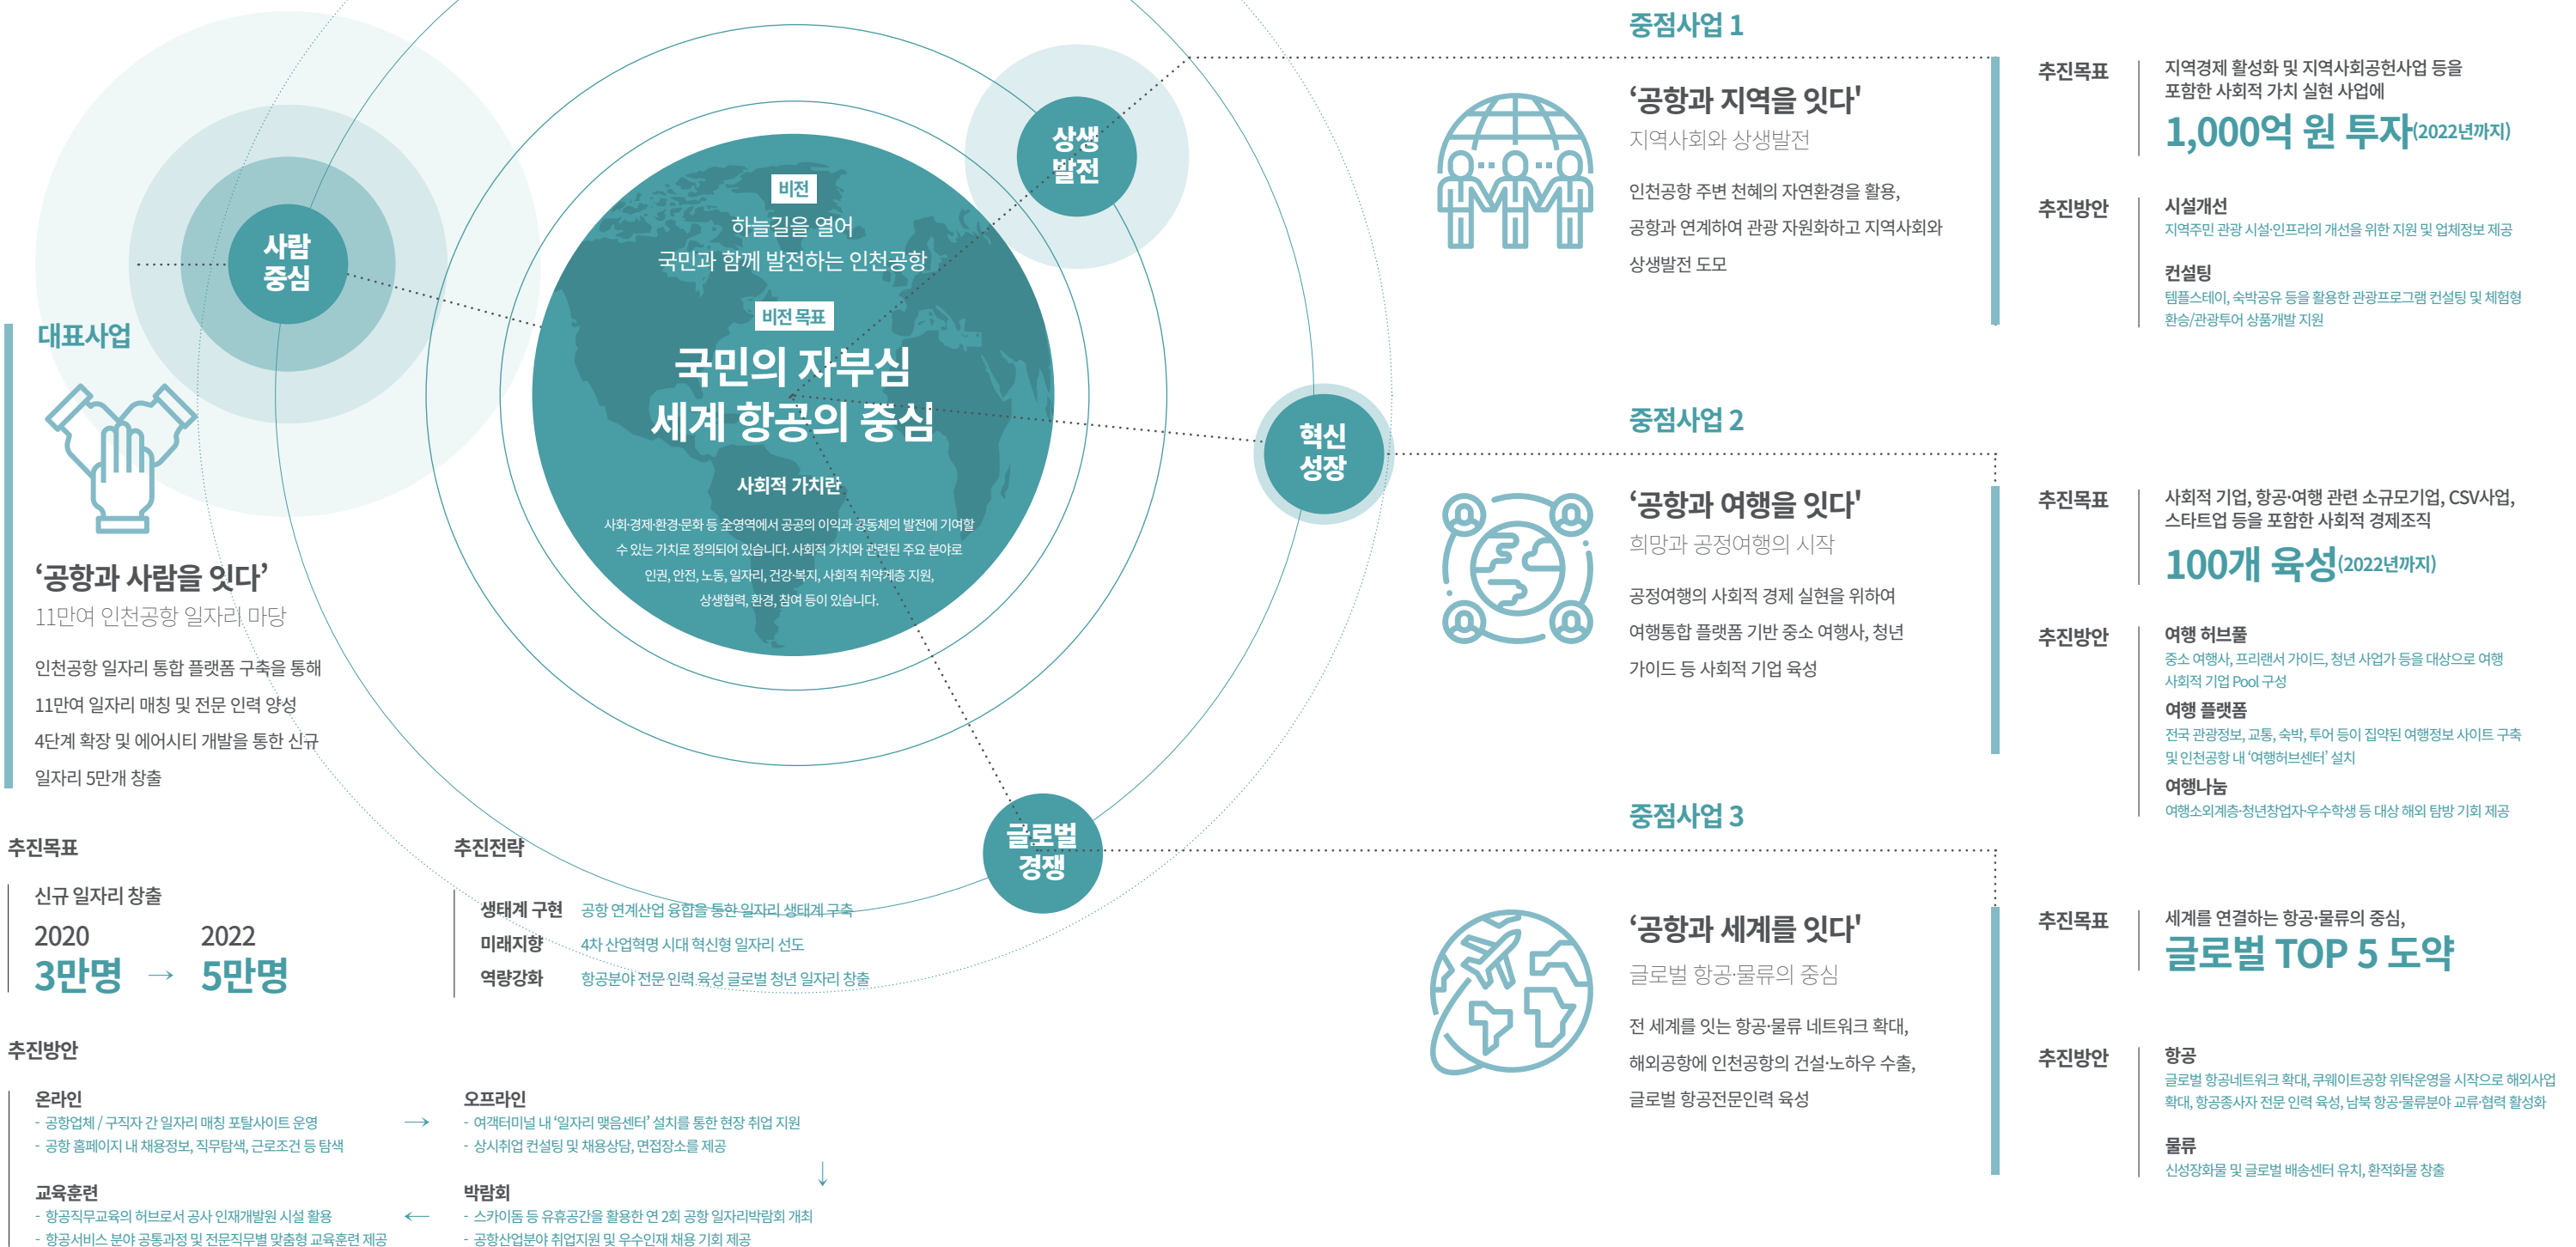 사람
중심
상생
발전
혁신
성장
글로벌
경쟁
비전
하늘길을 열어
국민과 함께 발전하는 인천공항
비전 목표
국민의 자부심
세계 항공의 중심
사회적 가치란
사회·경제·환경·문화 등 全영역에서 공공의 이익과 공동체의 발전에 기여할
수 있는 가치로 정의되어 있습니다. 사회적 가치와 관련된 주요 분야로
인권, 안전, 노동, 일자리, 건강·복지, 사회적 취약계층 지원,
상생협력, 환경, 참여 등이 있습니다.
대표사업
‘공항과 사람을 잇다’
11만여 인천공항 일자리 마당
인천공항 일자리 통합 플랫폼 구축을 통해
11만여 일자리 매칭 및 전문 인력 양성
4단계 확장 및 에어시티 개발을 통한 신규
일자리 5만개 창출
추진목표
신규 일자리 창출
2020 2022
3만명 → 5만명
추진전략
생태계 구현 공항 연계산업 융합을 통한 일자리 생태계 구축
미래지향 4차 산업혁명 시대 혁신형 일자리 선도
역량강화 항공분야 전문 인력 육성 글로벌 청년 일자리 창출
추진방안
온라인
- 공항업체 / 구직자 간 일자리 매칭 포탈사이트 운영
- 공항 홈페이지 내 채용정보, 직무탐색, 근로조건 등 탐색
오프라인
- 여객터미널 내 ‘일자리 맺음센터’ 설치를 통한 현장 취업 지원
- 상시취업 컨설팅 및 채용상담, 면접장소를 제공
교육훈련
- 항공직무교육의 허브로서 공사 인재개발원 시설 활용
- 항공서비스 분야 공통과정 및 전문직무별 맞춤형 교육훈련 제공
박람회
- 스카이돔 등 유휴공간을 활용한 연 2회 공항 일자리박람회 개최
- 공항산업분야 취업지원 및 우수인재 채용 기회 제공
중점사업 1
‘공항과 지역을 잇다'
지역사회와 상생발전
인천공항 주변 천혜의 자연환경을 활용,
공항과 연계하여 관광 자원화하고 지역사회와
상생발전 도모
추진목표
지역경제 활성화 및 지역사회공헌사업 등을
포함한 사회적 가치 실현 사업에
1,000억 원 투자(2022년까지)
추진방안
시설개선
지역주민 관광 시설·인프라의 개선을 위한 지원 및 업체정보 제공
컨설팅
템플스테이, 숙박공유 등을 활용한 관광프로그램 컨설팅 및 체험형
환승/관광투어 상품개발 지원
중점사업 2
‘공항과 여행을 잇다'
희망과 공정여행의 시작
공정여행의 사회적 경제 실현을 위하여
여행통합 플랫폼 기반 중소 여행사, 청년
가이드 등 사회적 기업 육성
추진목표
사회적 기업, 항공·여행 관련 소규모기업, CSV사업,
스타트업 등을 포함한 사회적 경제조직
100개 육성(2022년까지)
추진방안
여행 허브풀
중소 여행사, 프리랜서 가이드, 청년 사업가 등을 대상으로 여행
사회적 기업 Pool 구성
여행 플랫폼
전국 관광정보, 교통, 숙박, 투어 등이 집약된 여행정보 사이트 구축
및 인천공항 내 ‘여행허브센터’ 설치
여행나눔
여행소외계층·청년창업자·우수학생 등 대상 해외 탐방 기회 제공
중점사업 3
‘공항과 세계를 잇다'
글로벌 항공·물류의 중심
전 세계를 잇는 항공·물류 네트워크 확대,
해외공항에 인천공항의 건설·노하우 수출,
글로벌 항공전문인력 육성
추진목표
세계를 연결하는 항공·물류의 중심,
글로벌 TOP 5 도약
추진방안
항공
글로벌 항공네트워크 확대, 쿠웨이트공항 위탁운영을 시작으로 해외사업
확대, 항공종사자 전문 인력 육성, 남북 항공·물류분야 교류·협력 활성화
물류
신성장화물 및 글로벌 배송센터 유치, 환적화물 창출